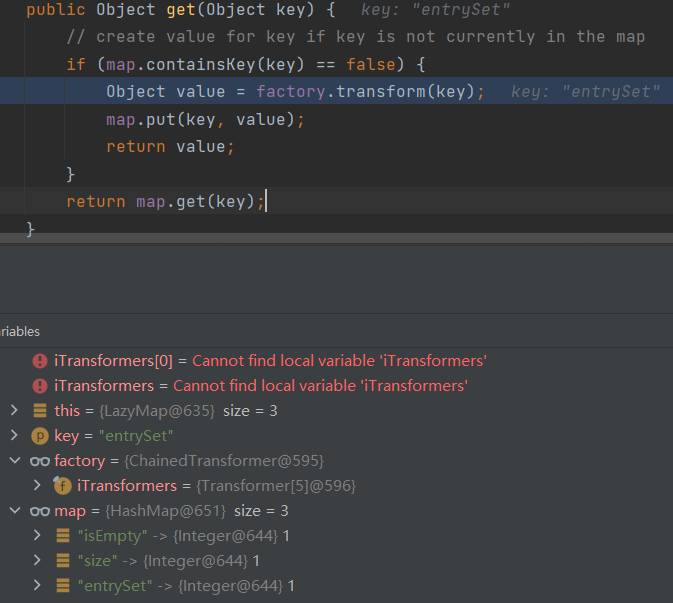 public Object get(Object key) {   key: "entrySet"
    // create value for key if key is not currently in the map
    if (map.containsKey(key) == false) {
        Object value = factory.transform(key);   key: "entrySet"
        map.put(key, value);
        return value;
    }
    return map.get(key);
}
riables
iTransformers[0] = Cannot find local variable 'iTransformers'
iTransformers = Cannot find local variable 'iTransformers'
this = {LazyMap@635} size = 3
p key = "entrySet"
factory = {ChainedTransformer@595}
f iTransformers = {Transformer[5]@596}
map = {HashMap@651} size = 3
"isEmpty" -> {Integer@644} 1
"size" -> {Integer@644} 1
"entrySet" -> {Integer@644} 1